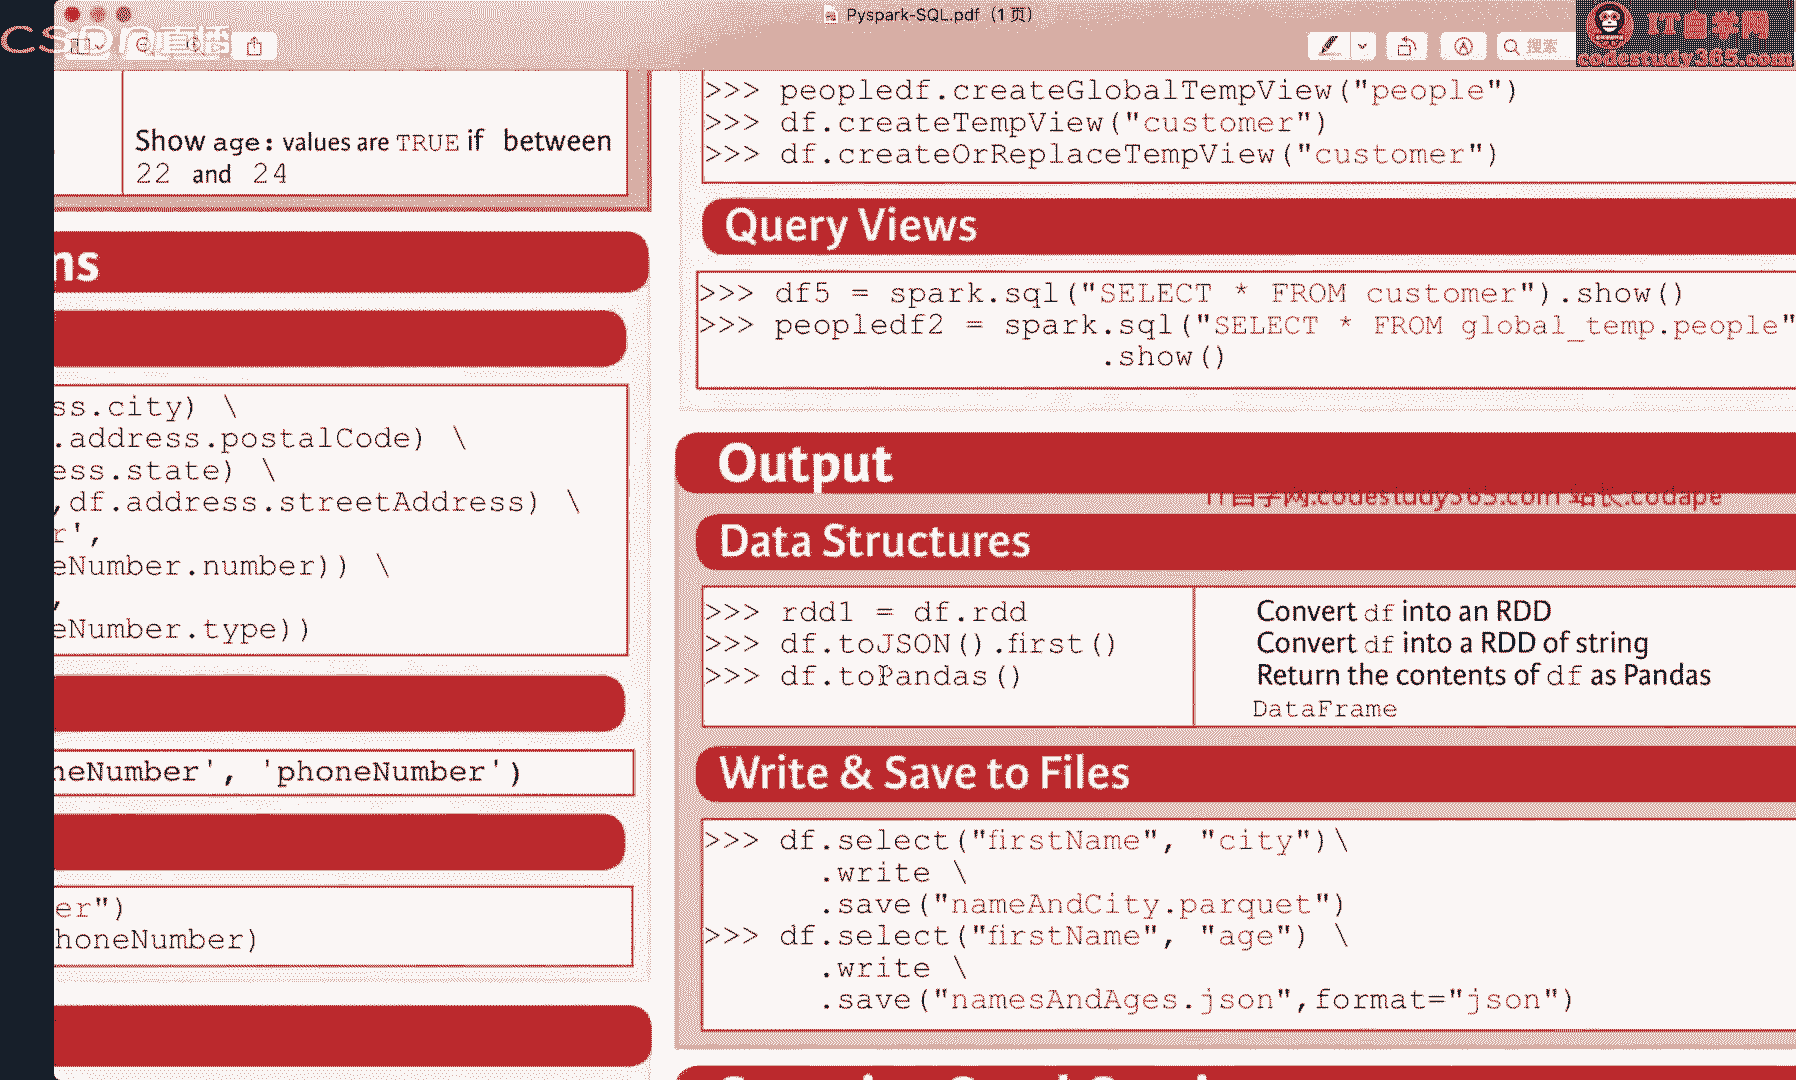 Pyspark-SQL.pdf（1 页）
CSDN直播
搜索
IT自学网
codestudy365.com
Show age: values are TRUE if between
22 and 24
ns
ss.city) \
.address.postalCode) \
ess.state) \
,df.address.streetAddress) \
r',
eNumber.number)) \
,
eNumber.type))
neNumber', 'phoneNumber')
er")
honeNumber)
>>> peopledf.createGlobalTempView("people")
>>> df.createTempView("customer")
>>> df.createOrReplaceTempView("customer")
Query Views
>>> df5 = spark.sql("SELECT * FROM customer").show()
>>> peopledf2 = spark.sql("SELECT * FROM global_temp.people"
.show()
Output
IT自学网:codestudy365.com 站长:codape
Data Structures
>>> rdd1 = df.rdd
Convert df into an RDD
>>> df.toJSON().first()
Convert df into a RDD of string
>>> df.toPandas()
Return the contents of df as Pandas
DataFrame
Write & Save to Files
>>> df.select("firstName", "city")\
.write \
.save("nameAndCity.parquet")
>>> df.select("firstName", "age") \
.write \
.save("namesAndAges.json",format="json")